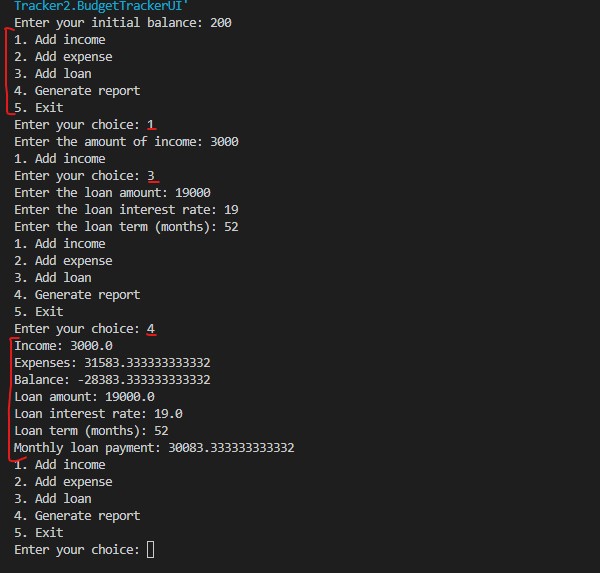 Tracker2.BudgetTrackerUI'
Enter your initial balance: 200
1. Add income
2. Add expense
3. Add loan
4. Generate report
5. Exit
Enter your choice: 1
Enter the amount of income: 3000
1. Add income
Enter your choice: 3
Enter the loan amount: 19000
Enter the loan interest rate: 19
Enter the loan term (months): 52
1. Add income
2. Add expense
3. Add loan
4. Generate report
5. Exit
Enter your choice: 4
Income: 3000.0
Expenses: 31583.333333333332
Balance: -28383.333333333332
Loan amount: 19000.0
Loan interest rate: 19.0
Loan term (months): 52
Monthly loan payment: 30083.333333333332
1. Add income
2. Add expense
3. Add loan
4. Generate report
5. Exit
Enter your choice: